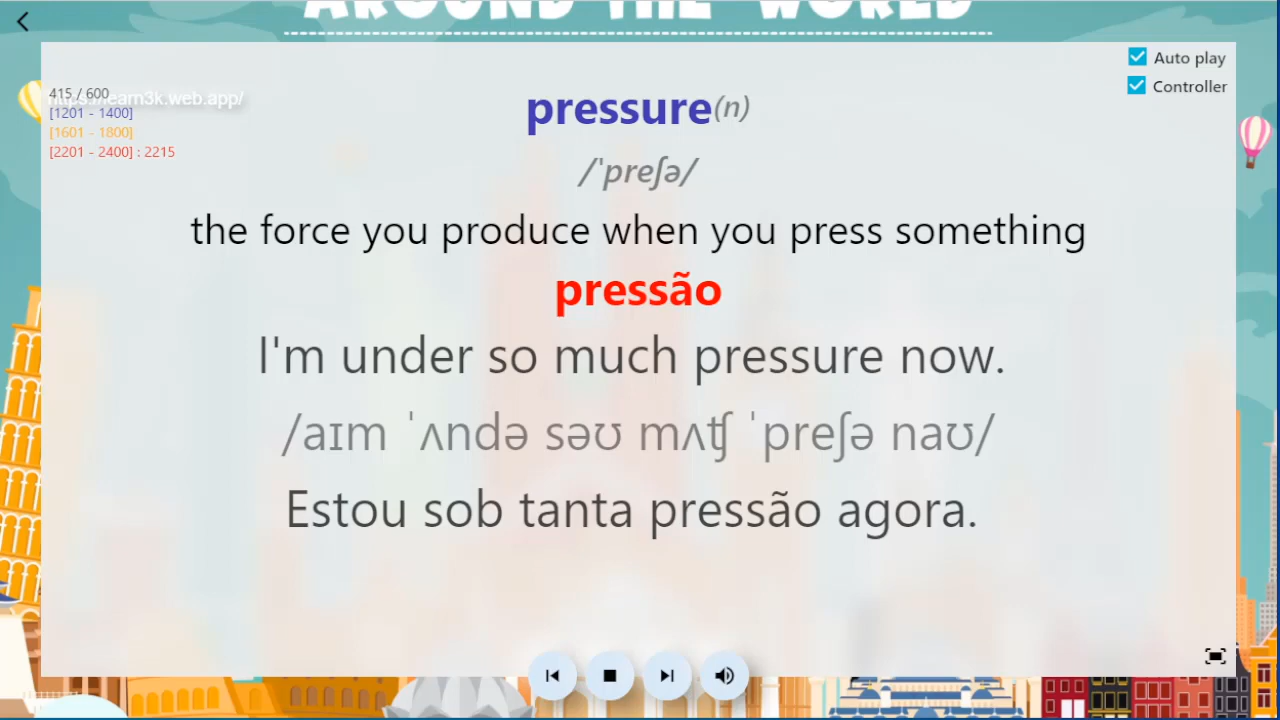 AROUND THE WORLD
Auto play
Controller
https://learn3k.web.app/
415 / 600
[1201 - 1400]
[1601 - 1800]
[2201 - 2400] : 2215
pressure(n)
/ˈpreʃə/
the force you produce when you press something
pressão
I'm under so much pressure now.
/aɪm ˈʌndə səʊ mʌʧ ˈpreʃə naʊ/
Estou sob tanta pressão agora.